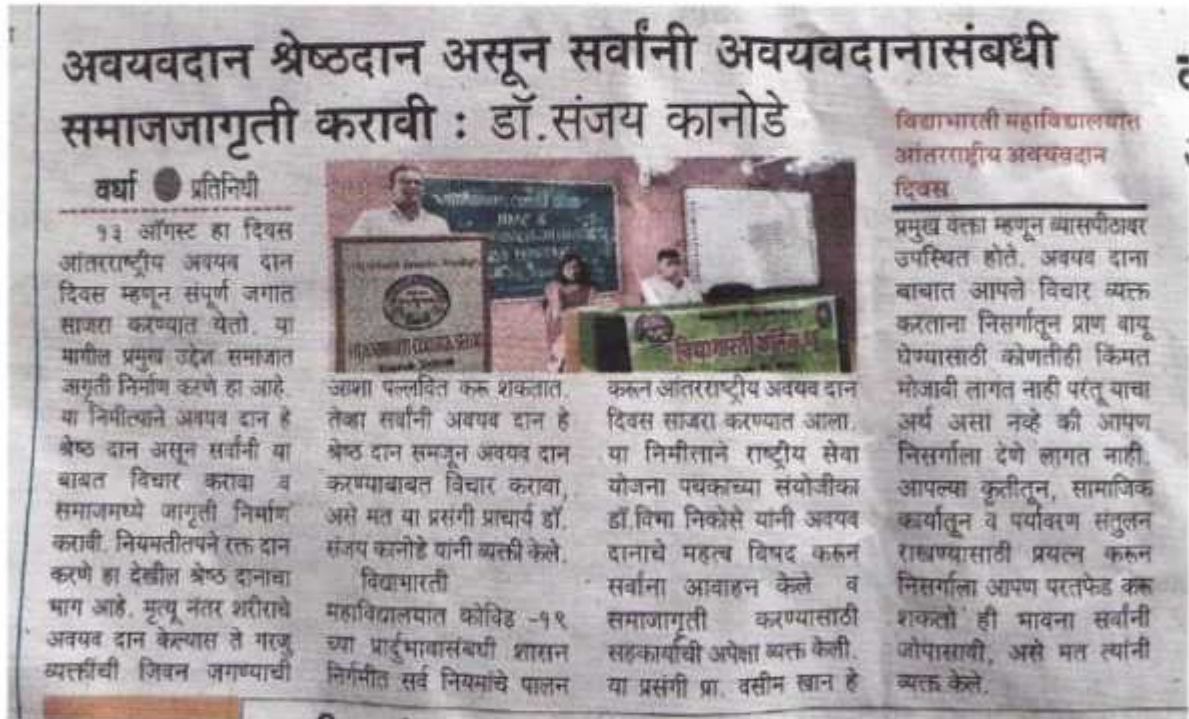 अवयवदान श्रेष्ठदान असून सर्वांनी अवयवदानासंबधी
समाजजागृती करावी : डॉ.संजय कानोडे
विद्याभारती महाविद्यालयात
आंतरराष्ट्रीय अवयवदान
दिवस
वर्धा प्रतिनिधी
१३ ऑगस्ट हा दिवस
आंतरराष्ट्रीय अवयव दान
दिवस म्हणून संपूर्ण जगात
साजरा करण्यात येतो. या
मागील प्रमुख उद्देश समाजात
जागृती निर्माण करणे हा आहे.
या निमीत्याने अवयव दान हे
श्रेष्ठ दान असून सर्वांनी या
बाबत विचार करावा व
समाजमध्ये जागृती निर्माण
करावी. नियमतीतपने रक्त दान
करणे हा देखील श्रेष्ठ दानाचा
भाग आहे. मृत्यू नंतर शरीराचे
अवयव दान केल्यास ते गरजु
व्यक्तींची जिवन जगण्याची
आशा पल्लवित करू शकतात.
तेव्हा सर्वांनी अवयव दान हे
श्रेष्ठ दान समजून अवयव दान
करण्याबाबत विचार करावा,
असे मत या प्रसंगी प्राचार्य डॉ.
संजय कानोडे यांनी व्यक्ती केले.
विद्याभारती
महाविद्यालयात कोविड -१९
च्या प्रार्दुभावासंबधी शासन
निर्गमीत सर्व नियमांचे पालन
करून आंतरराष्ट्रीय अवयव दान
दिवस साजरा करण्यात आला.
या निमीत्ताने राष्ट्रीय सेवा
योजना पथकाच्या संयोजीका
डॉ.विभा निकोसे यांनी अवयव
दानाचे महत्व विषद करून
सर्वांना आवाहन केले व
समाजागृती करण्यासाठी
सहकार्याची अपेक्षा व्यक्त केली.
या प्रसंगी प्रा. वसीम खान हे
प्रमुख वक्ता म्हणून व्यासपीठावर
उपस्थित होते. अवयव दाना
बाबात आपले विचार व्यक्त
करताना निसर्गातून प्राण वायू
घेण्यासाठी कोणतीही किंमत
मोजावी लागत नाही परंतू याचा
अर्थ असा नव्हे की आपण
निसर्गाला देणे लागत नाही.
आपल्या कृतीतून, सामाजिक
कार्यातून व पर्यावरण संतुलन
राखण्यासाठी प्रयत्न करून
निसर्गाला आपण परतफेड करू
शकतो ही भावना सर्वांनी
जोपासावी, असे मत त्यांनी
व्यक्त केले.